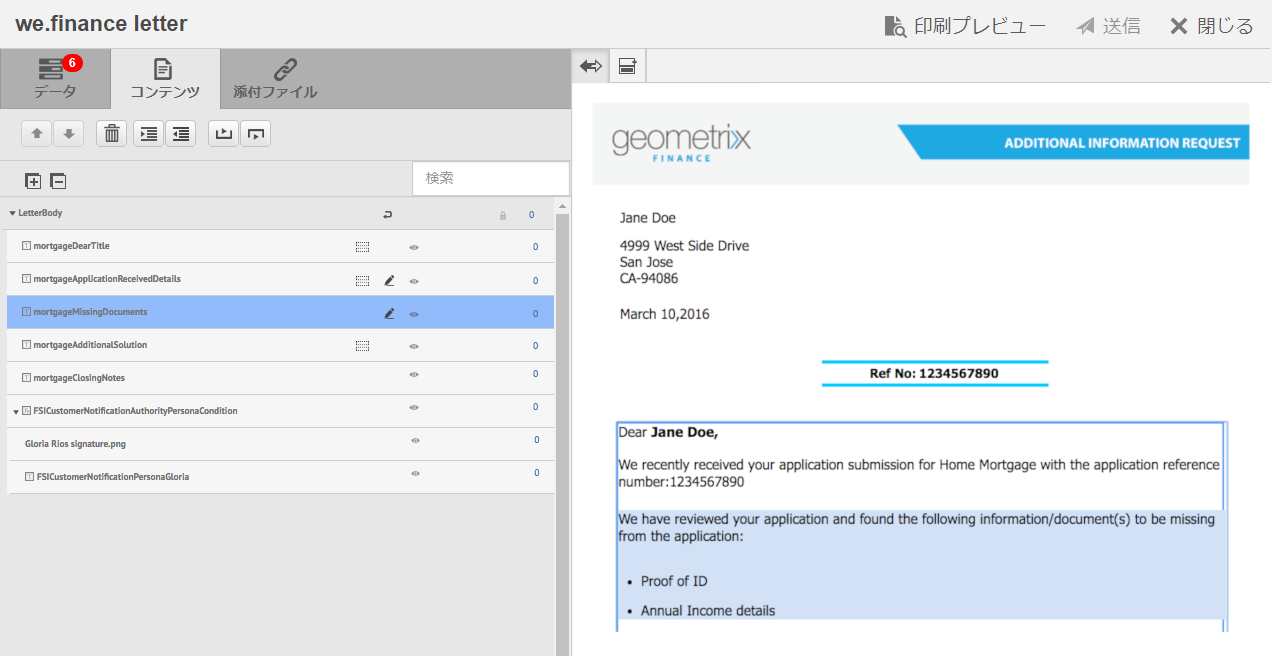 we.finance letter
印刷プレビュー
送信
閉じる
6
データ
コンテンツ
添付ファイル
検索
LetterBody
0
mortgageDearTitle
0
mortgageApplicationReceivedDetails
0
mortgageMissingDocuments
0
mortgageAdditionalSolution
0
mortgageClosingNotes
0
FSICustomerNotificationAuthorityPersonaCondition
0
Gloria Rios signature.png
0
FSICustomerNotificationPersonaGloria
0
geometrixx
FINANCE
ADDITIONAL INFORMATION REQUEST
Jane Doe
4999 West Side Drive
San Jose
CA-94086
March 10,2016
Ref No: 1234567890
Dear Jane Doe,
We recently received your application submission for Home Mortgage with the application reference
number:1234567890
We have reviewed your application and found the following information/document(s) to be missing
from the application:
• Proof of ID
• Annual Income details